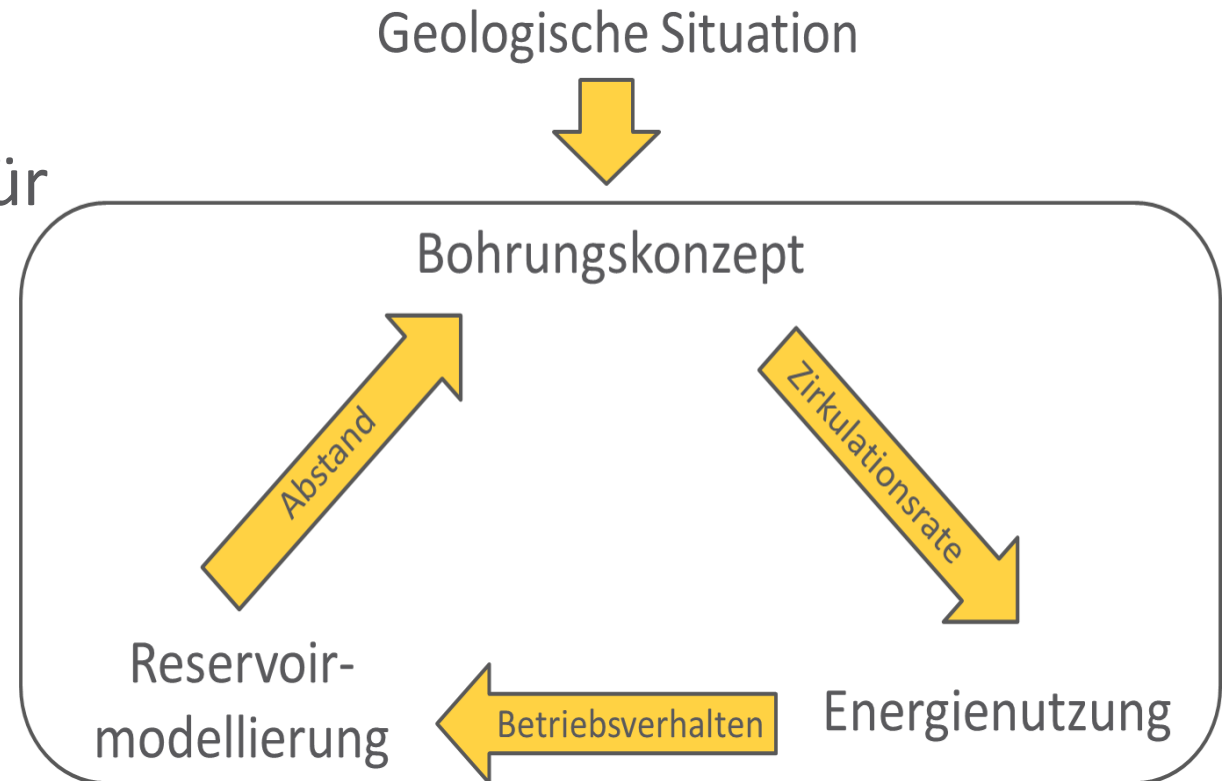 Geologische Situation
ür
Bohrungskonzept
Abstand
Zirkulationsrate
Reservoir-
modellierung
Betriebsverhalten
Energienutzung